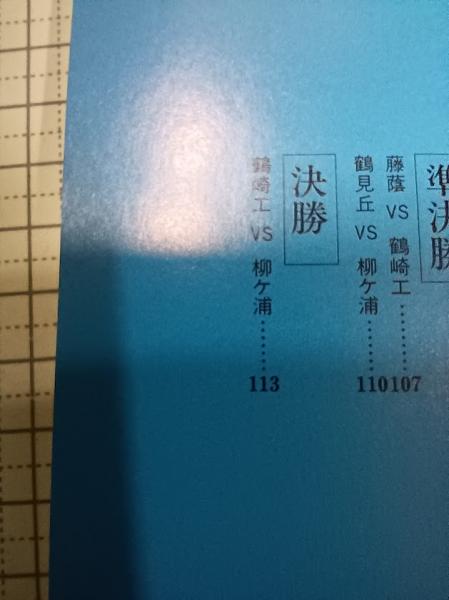 準決勝
藤蔭 VS 鶴崎工………107
鶴見丘 VS 柳ケ浦………110
決勝
鶴崎工 VS 柳ケ浦………113